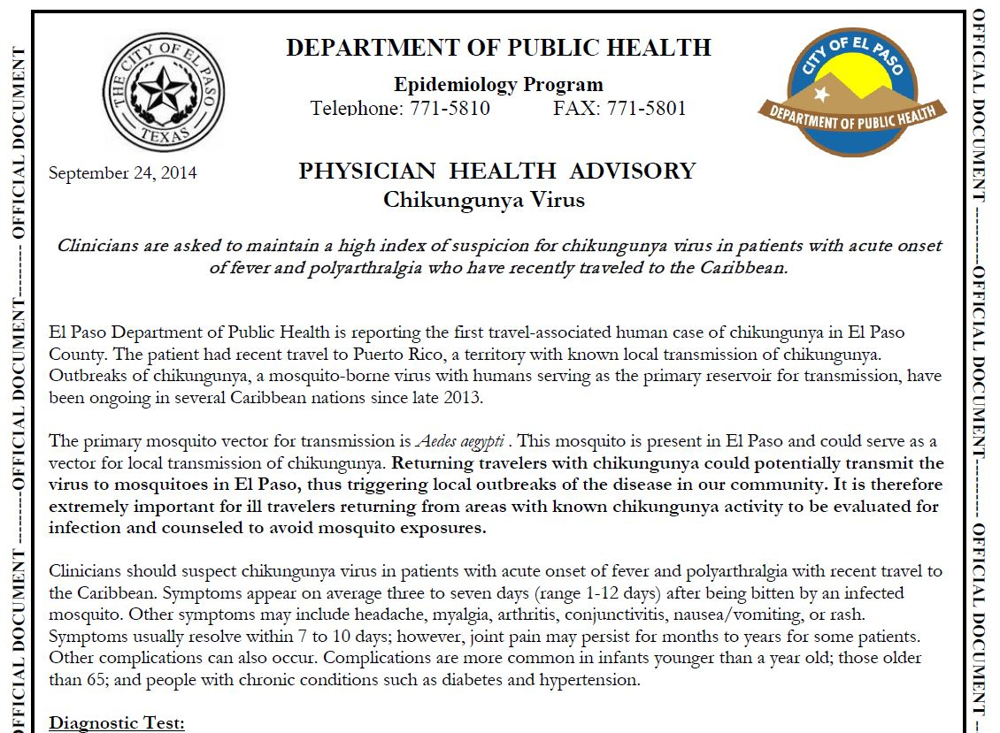 DEPARTMENT OF PUBLIC HEALTH
Epidemiology Program
Telephone: 771-5810 FAX: 771-5801
THE CITY OF EL PASO
TEXAS
CITY OF EL PASO
DEPARTMENT OF PUBLIC HEALTH
September 24, 2014 PHYSICIAN HEALTH ADVISORY
Chikungunya Virus
Clinicians are asked to maintain a high index of suspicion for chikungunya virus in patients with acute onset
of fever and polyarthralgia who have recently traveled to the Caribbean.
El Paso Department of Public Health is reporting the first travel-associated human case of chikungunya in El Paso
County. The patient had recent travel to Puerto Rico, a territory with known local transmission of chikungunya.
Outbreaks of chikungunya, a mosquito-borne virus with humans serving as the primary reservoir for transmission, have
been ongoing in several Caribbean nations since late 2013.
The primary mosquito vector for transmission is Aedes aegypti . This mosquito is present in El Paso and could serve as a
vector for local transmission of chikungunya. Returning travelers with chikungunya could potentially transmit the
virus to mosquitoes in El Paso, thus triggering local outbreaks of the disease in our community. It is therefore
extremely important for ill travelers returning from areas with known chikungunya activity to be evaluated for
infection and counseled to avoid mosquito exposures.
Clinicians should suspect chikungunya virus in patients with acute onset of fever and polyarthralgia with recent travel to
the Caribbean. Symptoms appear on average three to seven days (range 1-12 days) after being bitten by an infected
mosquito. Other symptoms may include headache, myalgia, arthritis, conjunctivitis, nausea/vomiting, or rash.
Symptoms usually resolve within 7 to 10 days; however, joint pain may persist for months to years for some patients.
Other complications can also occur. Complications are more common in infants younger than a year old; those older
than 65; and people with chronic conditions such as diabetes and hypertension.
Diagnostic Test:
OFFICIAL DOCUMENT ---------OFFICIAL DOCUMENT--------- OFFICIAL DOCUMENT
OFFICIAL DOCUMENT ----------OFFICIAL DOCUMENT--------- OFFICIAL DOCUMENT --